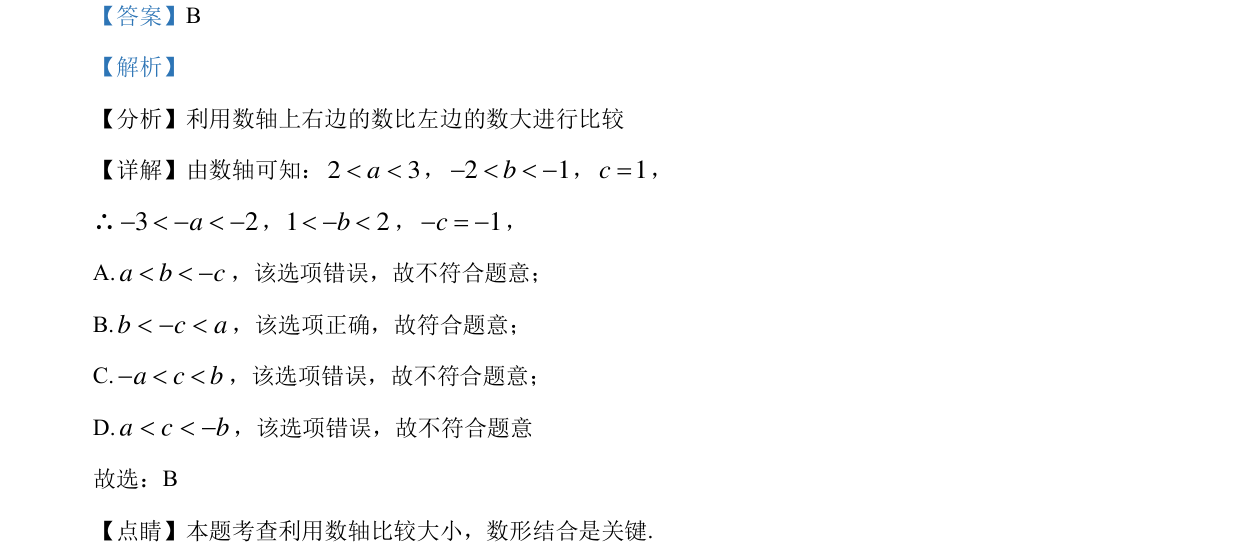 【答案】B
【解析】
【分析】利用数轴上右边的数比左边的数大进行比较
【详解】由数轴可知：2 < a < 3，−2 < b < −1，c = 1，
∴ −3 < −a < −2，1 < −b < 2，−c = −1，
A. a < b < −c，该选项错误，故不符合题意；
B. b < −c < a，该选项正确，故符合题意；
C. −a < c < b，该选项错误，故不符合题意；
D. a < c < −b，该选项错误，故不符合题意
故选：B
【点睛】本题考查利用数轴比较大小，数形结合是关键.